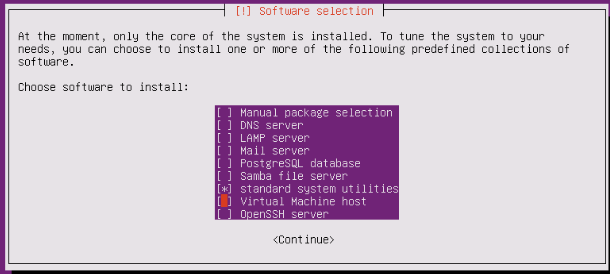 [!] Software selection
At the moment, only the core of the system is installed. To tune the system to your
needs, you can choose to install one or more of the following predefined collections of
software.
Choose software to install:
[ ] Manual package selection
[ ] DNS server
[ ] LAMP server
[ ] Mail server
[ ] PostgreSQL database
[ ] Samba file server
[*] standard system utilities
[ ] Virtual Machine host
[ ] OpenSSH server
<Continue>